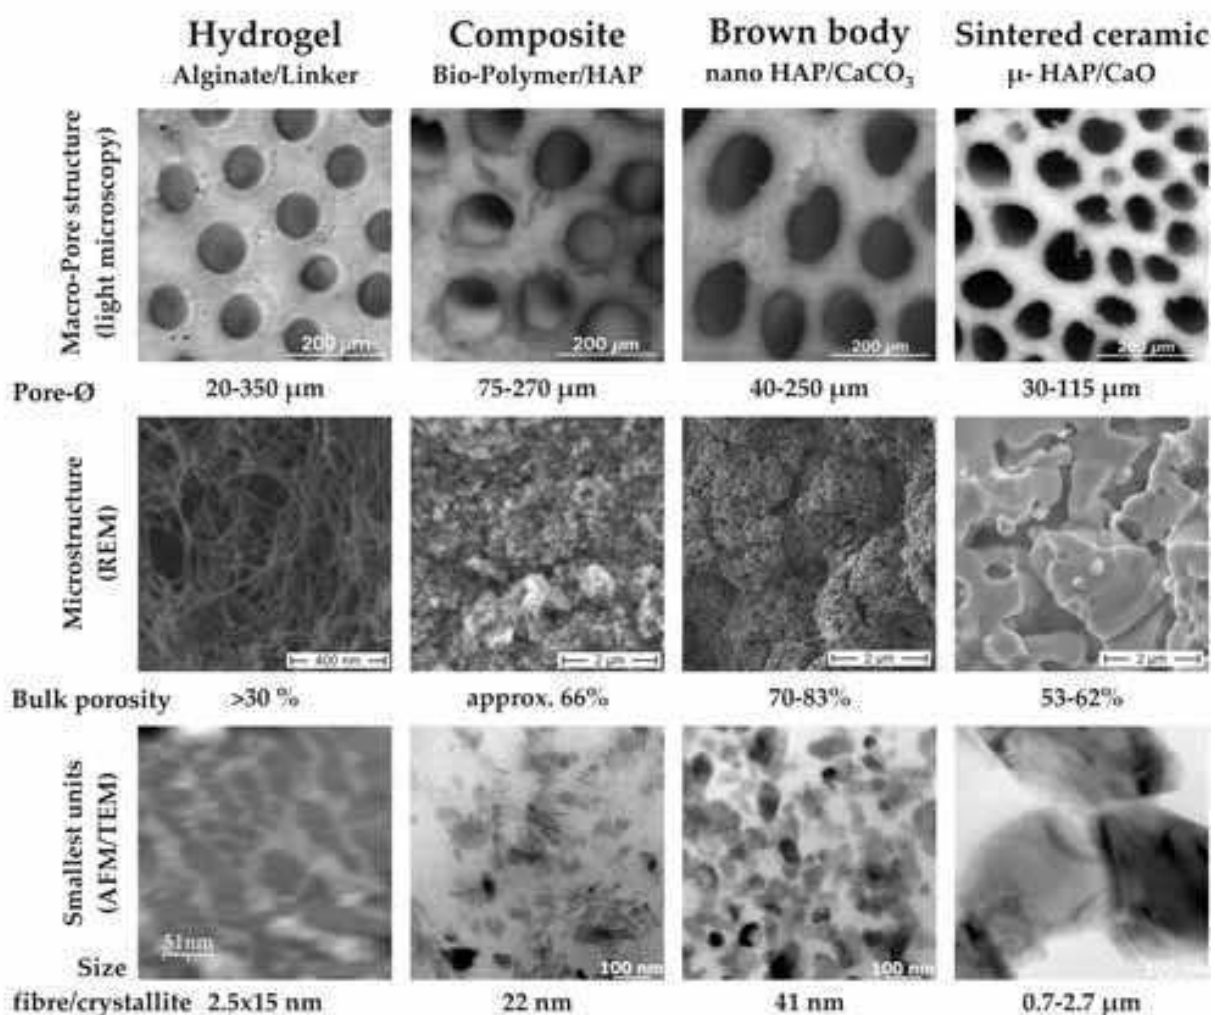 Hydrogel Composite Brown body Sintered ceramic
Alginate/Linker Bio-Polymer/HAP nano HAP/CaCO₃ μ- HAP/CaO
Macro-Pore structure
(light microscopy)
200 μm 200 μm 200 μm 200 μm
Pore-Ø 20-350 μm 75-270 μm 40-250 μm 30-115 μm
Microstructure
(REM)
400 nm 2 μm 2 μm 2 μm
Bulk porosity >30 % approx. 66% 70-83% 53-62%
Smallest units
(AFM/TEM)
51nm
100 nm 100 nm
Size
fibre/crystallite 2.5x15 nm 22 nm 41 nm 0.7-2.7 μm